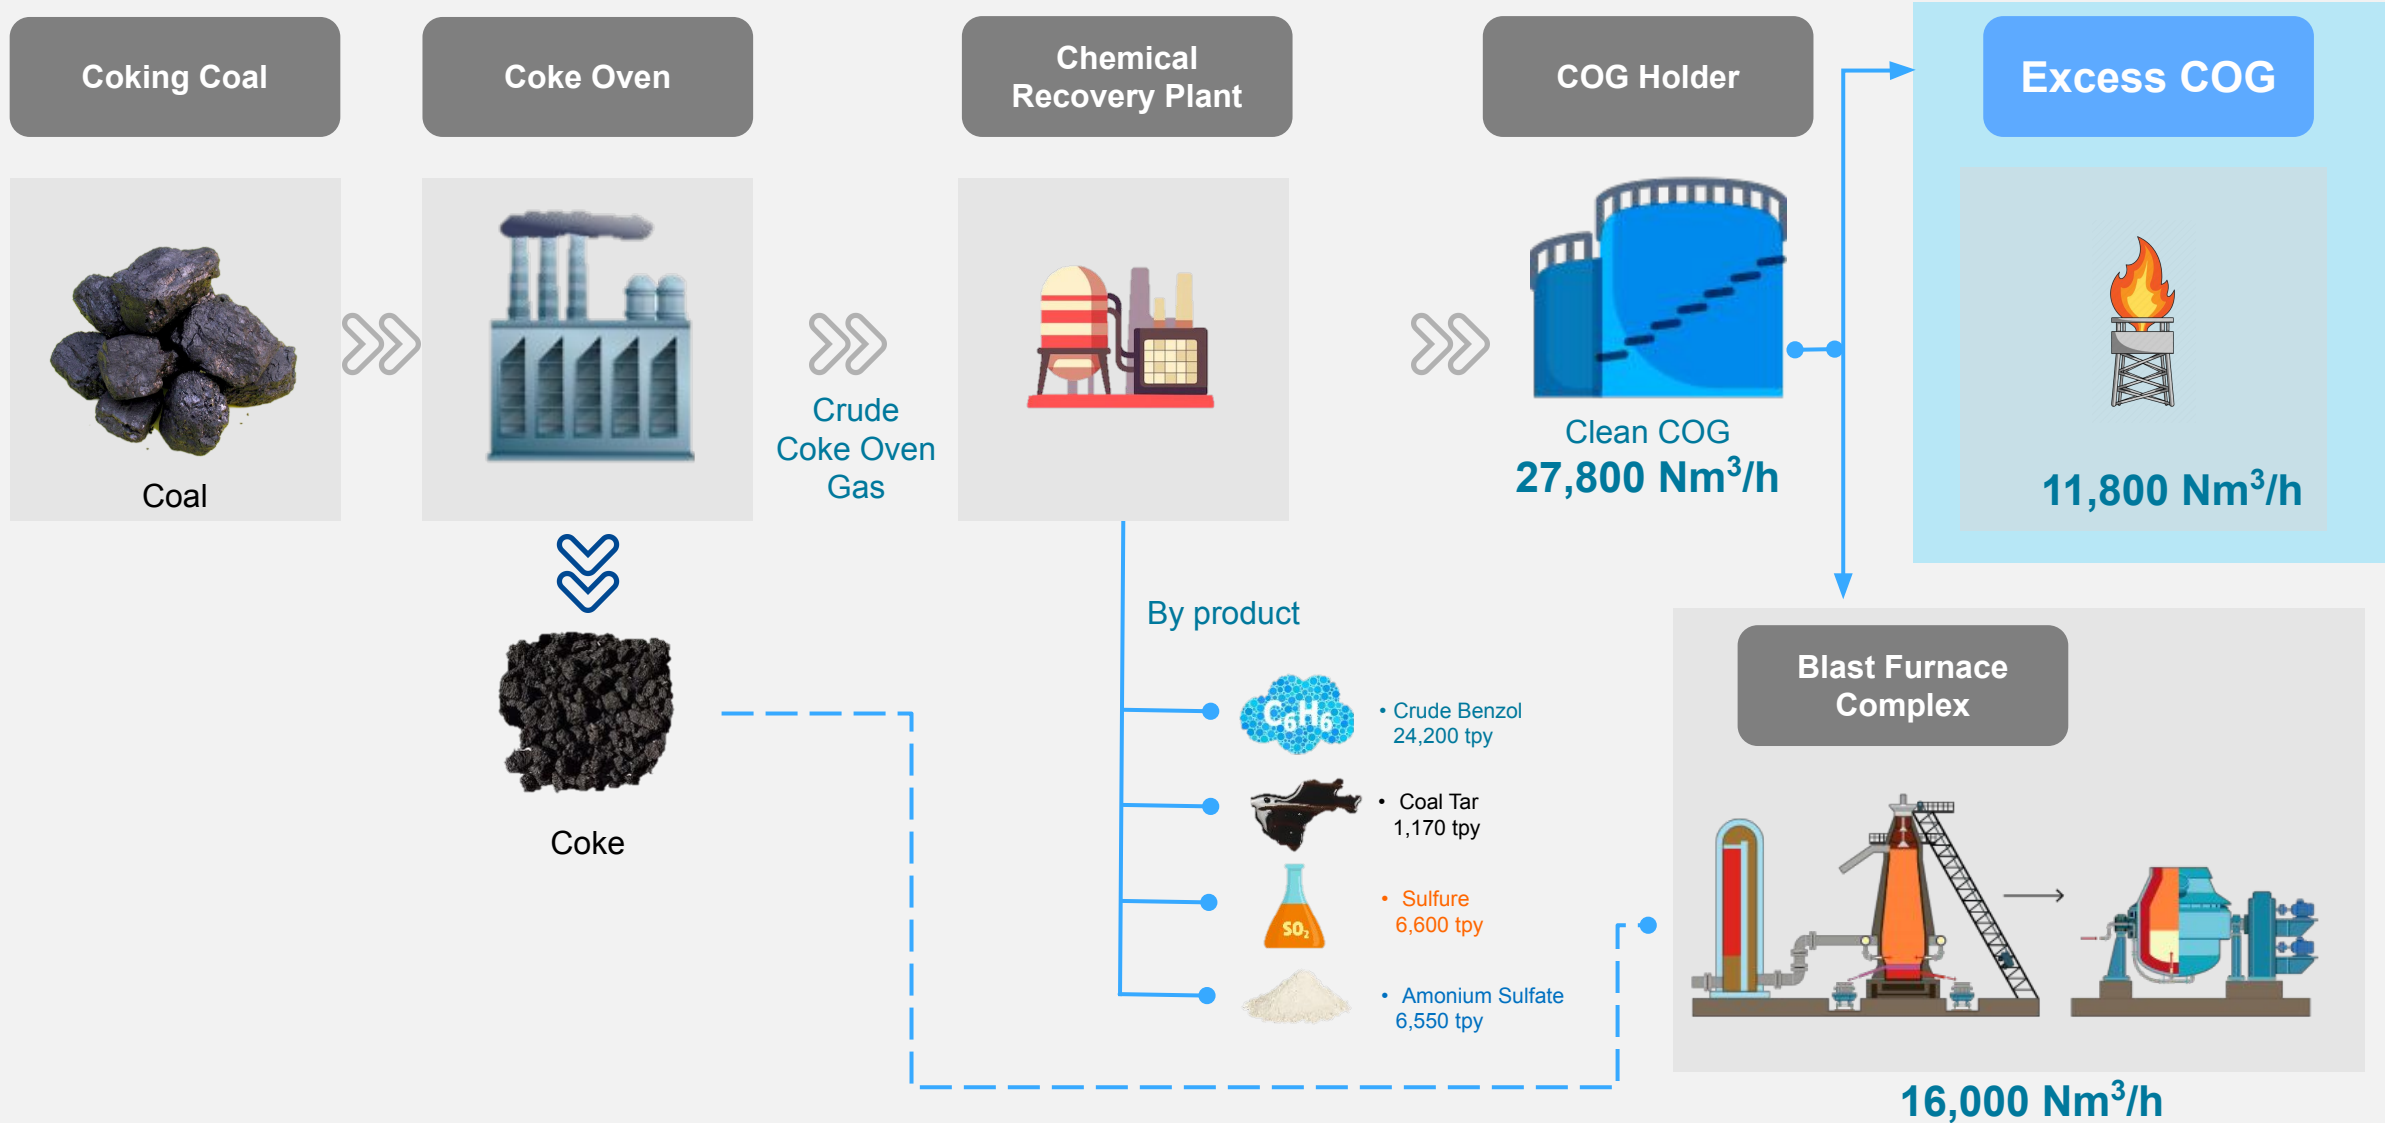 Coking Coal
Coke Oven
Chemical
Recovery Plant
COG Holder
Excess COG
Coal
Crude
Coke Oven
Gas
Clean COG
27,800 Nm³/h
11,800 Nm³/h
Coke
By product
C₆H₆
• Crude Benzol
24,200 tpy
• Coal Tar
1,170 tpy
SO₂
• Sulfure
6,600 tpy
• Amonium Sulfate
6,550 tpy
Blast Furnace
Complex
16,000 Nm³/h